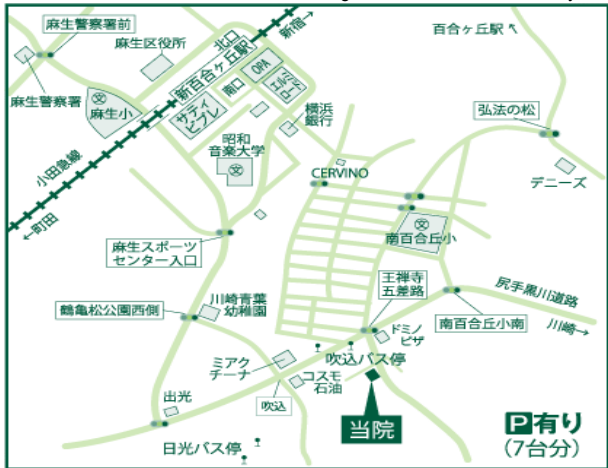 麻生警察署前
麻生区役所
北口
新宿→
百合ヶ丘駅
麻生警察署
文
麻生小
新百合ヶ丘駅
OPA
エルミロード
南口
サティ
ビブレ
横浜
銀行
弘法の松
小田急線
昭和
音楽大学
文
CERVINO
デニーズ
←町田
文
南百合丘小
麻生スポーツ
センター入口
王禅寺
五差路
尻手黒川道路
川崎青葉
幼稚園
鶴亀松公園西側
ドミノ
ピザ
南百合丘小南
川崎→
ミアク
チーナ
吹込バス停
コスモ
石油
出光
吹込
当院
P有り
(7台分)
日光バス停